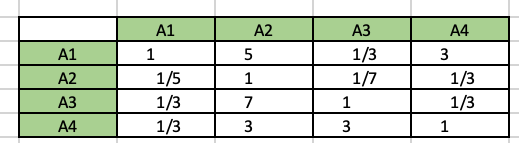 A1 A2 A3 A4
A1 1 5 1/3 3
A2 1/5 1 1/7 1/3
A3 1/3 7 1 1/3
A4 1/3 3 3 1